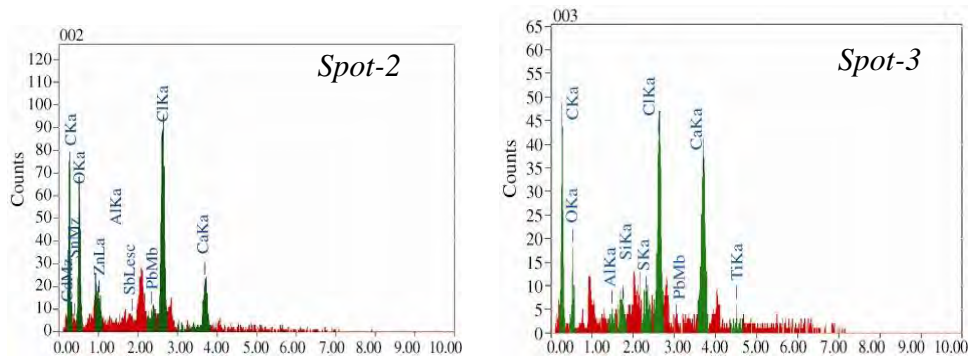 002
Spot-2
Counts
120
110
100
90
80
70
60
50
40
30
20
10
0
CdMz
CKa
SnMz
OKa
ZnLa
AlKa
SbLesc
PbMb
ClKa
CaKa
0.00 1.00 2.00 3.00 4.00 5.00 6.00 7.00 8.00 9.00 10.00
003
Spot-3
Counts
65
60
55
50
45
40
35
30
25
20
15
10
5
0
CKa
OKa
AlKa
SiKa
SKa
ClKa
PbMb
CaKa
TiKa
0.00 1.00 2.00 3.00 4.00 5.00 6.00 7.00 8.00 9.00 10.00